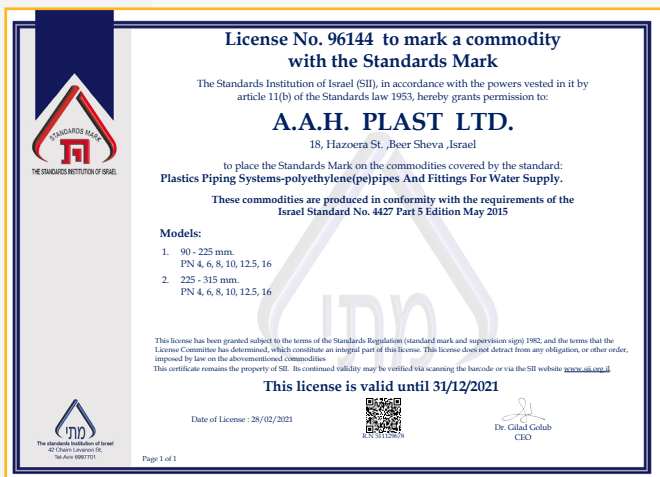 License No. 96144 to mark a commodity
with the Standards Mark
The Standards Institution of Israel (SII), in accordance with the powers vested in it by
article 11(b) of the Standards law 1953, hereby grants permission to:
A.A.H. PLAST LTD.
18, Hazoera St. ,Beer Sheva ,Israel
to place the Standards Mark on the commodities covered by the standard:
Plastics Piping Systems-polyethylene(pe)pipes And Fittings For Water Supply.
These commodities are produced in conformity with the requirements of the
Israel Standard No. 4427 Part 5 Edition May 2015
STANDARDS MARK
THE STANDARDS INSTITUTION OF ISRAEL
Models:
1. 90 - 225 mm.
PN 4, 6, 8, 10, 12.5, 16
2. 225 - 315 mm.
PN 4, 6, 8, 10, 12.5, 16
מתי
This license has been granted subject to the terms of the Standards Regulation (standard mark and supervision sign) 1982, and the terms that the
License Committee has determined, which constitute an integral part of this license. This license does not detract from any obligation, or other order,
imposed by law on the abovementioned commodities
This certificate remains the property of SII. Its continued validity may be verified via scanning the barcode or via the SII website www.sii.org.il
This license is valid until 31/12/2021
Date of License : 28/02/2021
R.N SII129678
Dr. Gilad Golub
CEO
מתי
The standards Institution of Israel
42 Chaim Levanon St,
Tel-Aviv 6997701
Page 1 of 1